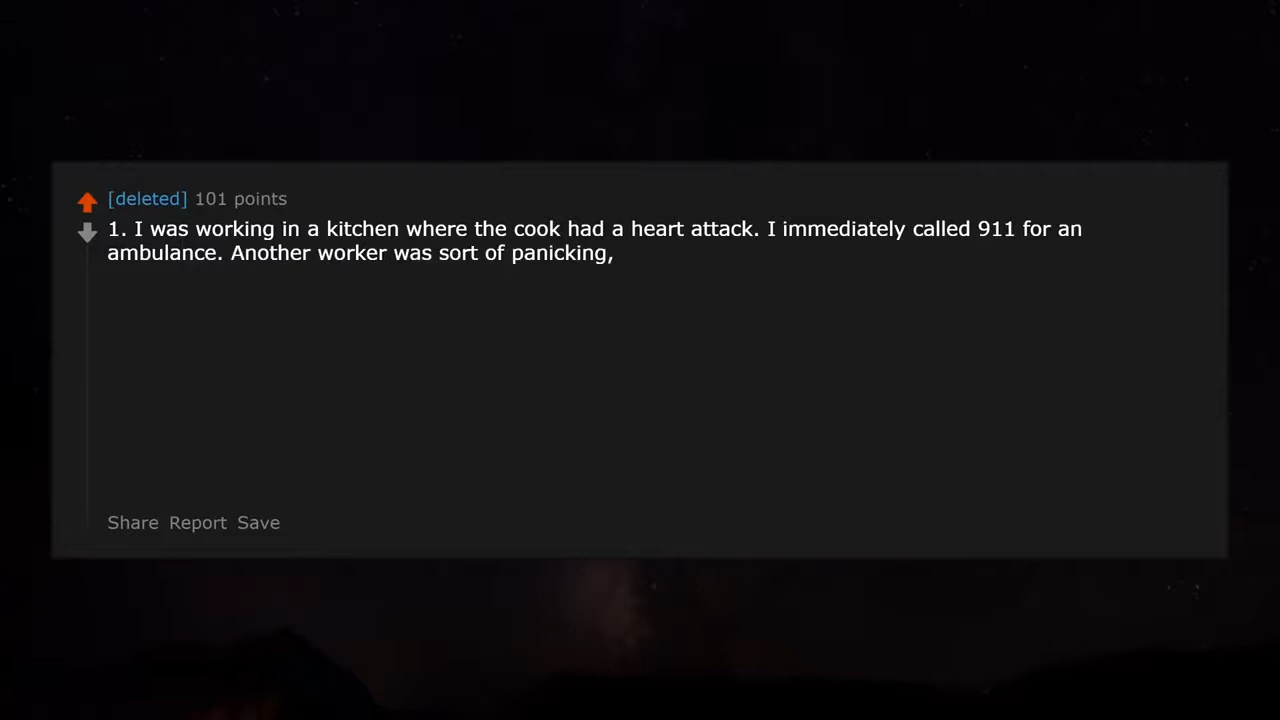 [deleted] 101 points
1. I was working in a kitchen where the cook had a heart attack. I immediately called 911 for an
ambulance. Another worker was sort of panicking,
Share Report Save